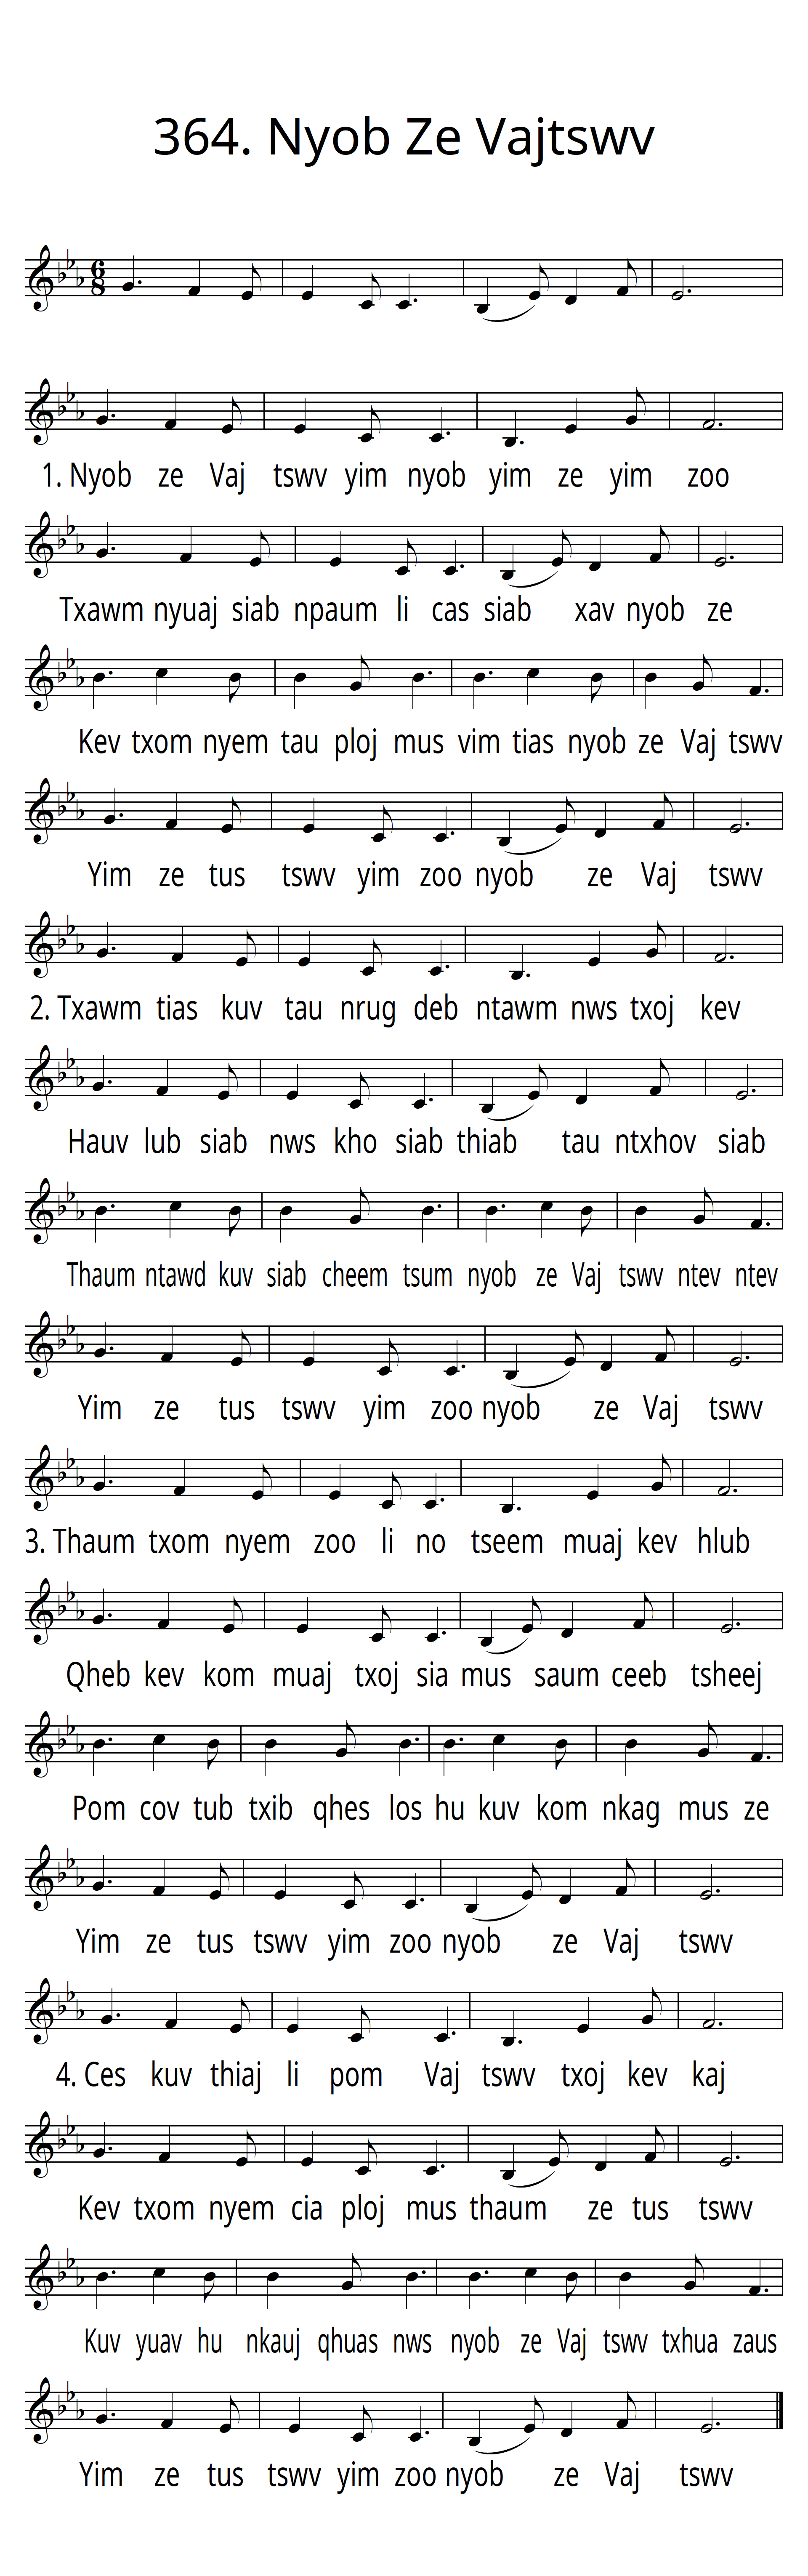 364. Nyob Ze Vajtswv
1. Nyob ze Vaj tswv yim nyob yim ze yim zoo
Txawm nyuaj siab npaum li cas siab xav nyob ze
Kev txom nyem tau ploj mus vim tias nyob ze Vaj tswv
Yim ze tus tswv yim zoo nyob ze Vaj tswv
2. Txawm tias kuv tau nrug deb ntawm nws txoj kev
Hauv lub siab nws kho siab thiab tau ntxhov siab
Thaum ntawd kuv siab cheem tsum nyob ze Vaj tswv ntev ntev
Yim ze tus tswv yim zoo nyob ze Vaj tswv
3. Thaum txom nyem zoo li no tseem muaj kev hlub
Qheb kev kom muaj txoj sia mus saum ceeb tsheej
Pom cov tub txib qhes los hu kuv kom nkag mus ze
Yim ze tus tswv yim zoo nyob ze Vaj tswv
4. Ces kuv thiaj li pom Vaj tswv txoj kev kaj
Kev txom nyem cia ploj mus thaum ze tus tswv
Kuv yuav hu nkauj qhuas nws nyob ze Vaj tswv txhua zaus
Yim ze tus tswv yim zoo nyob ze Vaj tswv